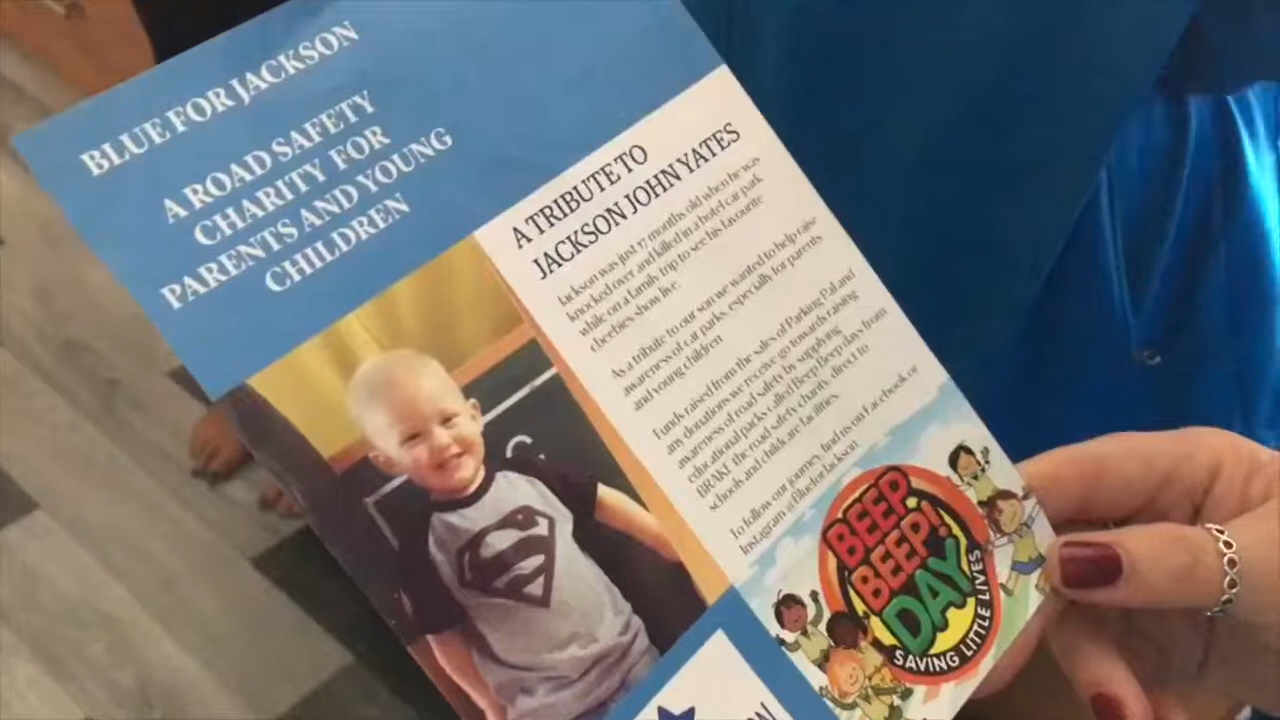 BLUE FOR JACKSON
A ROAD SAFETY
CHARITY FOR
PARENTS AND YOUNG
CHILDREN
A TRIBUTE TO
JACKSON JOHN YATES
Jackson was just 17 months old when he was
knocked over and killed in a hotel car park
while on a family trip to see his favourite
cbeebies show live.
As a tribute to our son we wanted to help raise
awareness of car parks, especially for parents
and young children
Funds raised from the sales of Parking Pal and
any donations we receive go towards raising
awareness of road safety by supplying
educational packs called Beep Beep days from
BRAKE the road safety charity, direct to
schools and childcare facilities.
To follow our journey, find us on Facebook or
Instagram @BlueforJackson
BEEP
BEEP!
DAY
SAVING LITTLE LIVES